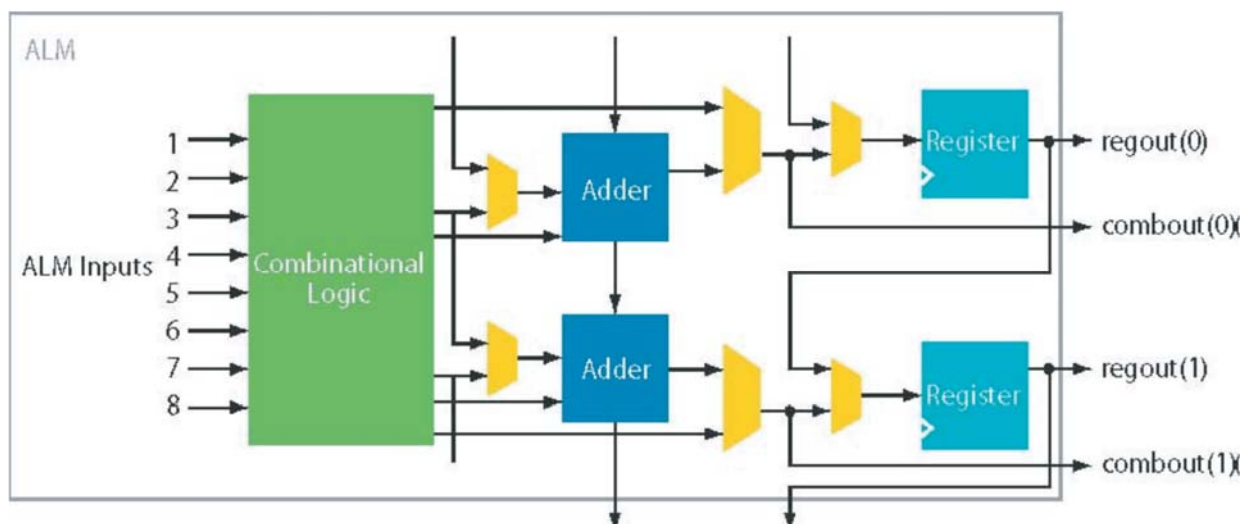 ALM
ALM Inputs
1
2
3
4
5
6
7
8
Combinational
Logic
Adder
Adder
Register
Register
regout(0)
combout(0)(
regout(1)
combout(1)(